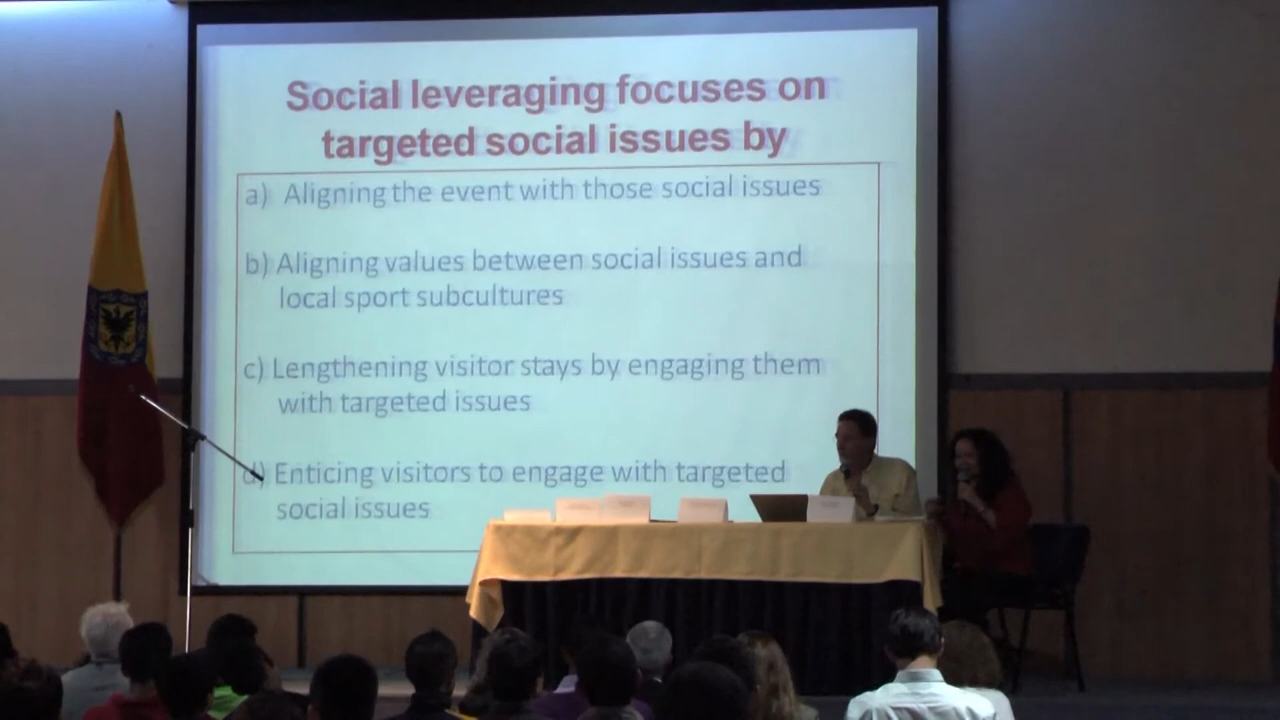 Social leveraging focuses on
targeted social issues by
a) Aligning the event with those social issues
b) Aligning values between social issues and
local sport subcultures
c) Lengthening visitor stays by engaging them
with targeted issues
d) Enticing visitors to engage with targeted
social issues